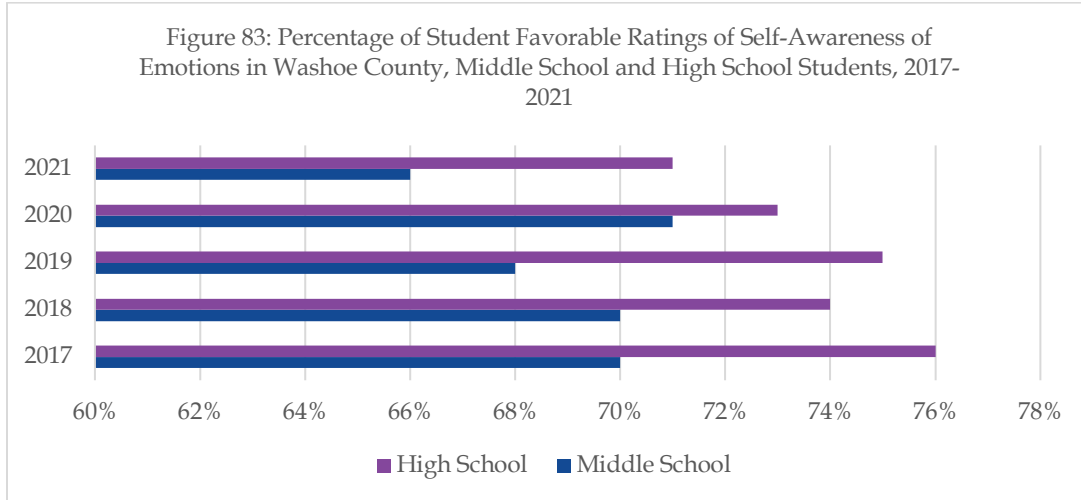 Figure 83: Percentage of Student Favorable Ratings of Self-Awareness of
Emotions in Washoe County, Middle School and High School Students, 2017-
2021
2021
2020
2019
2018
2017
60% 62% 64% 66% 68% 70% 72% 74% 76% 78%
High School Middle School